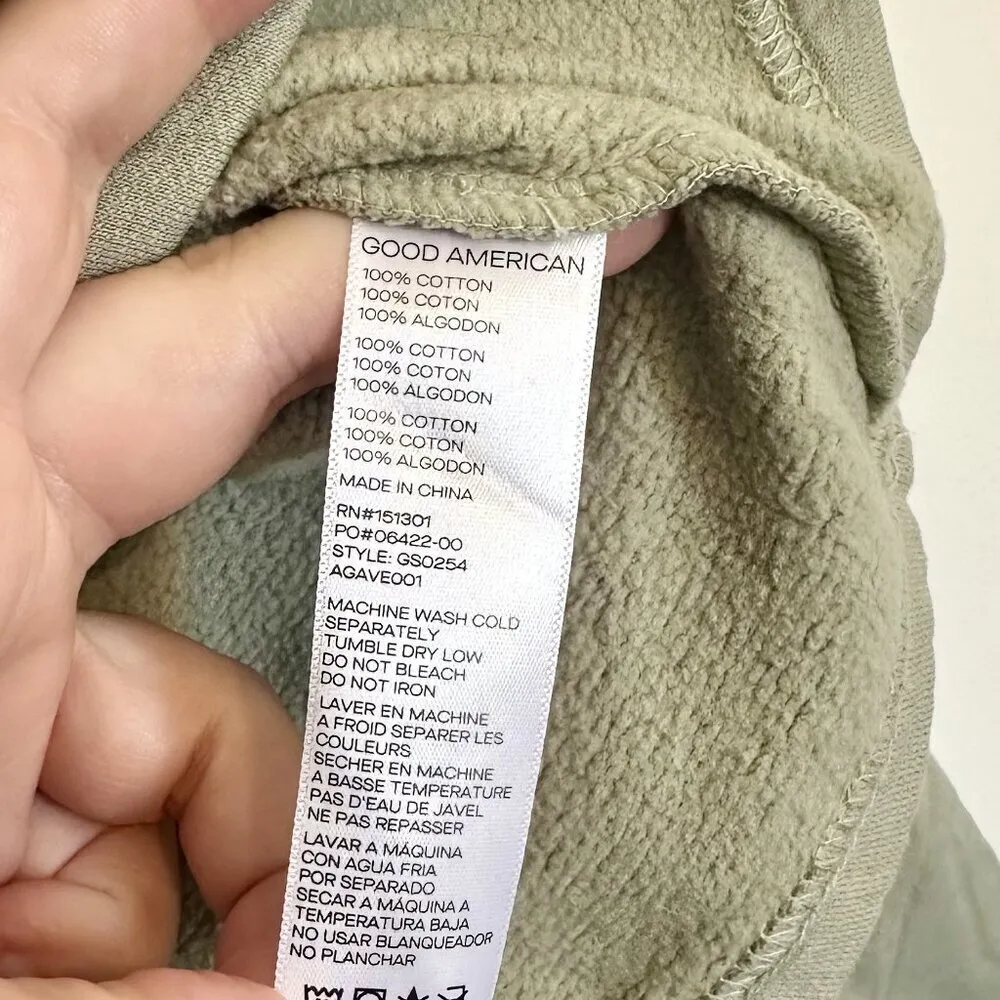 GOOD AMERICAN
100% COTTON
100% COTON
100% ALGODON
100% COTTON
100% COTON
100% ALGODON
100% COTTON
100% COTON
100% ALGODON
MADE IN CHINA
RN#151301
PO#06422-00
STYLE: GS0254
AGAVE001
MACHINE WASH COLD
SEPARATELY
TUMBLE DRY LOW
DO NOT BLEACH
DO NOT IRON
LAVER EN MACHINE
A FROID SEPARER LES
COULEURS
SECHER EN MACHINE
A BASSE TEMPERATURE
PAS D'EAU DE JAVEL
NE PAS REPASSER
LAVAR A MÁQUINA
CON AGUA FRIA
POR SEPARADO
SECAR A MÁQUINA A
TEMPERATURA BAJA
NO USAR BLANQUEADOR
NO PLANCHAR